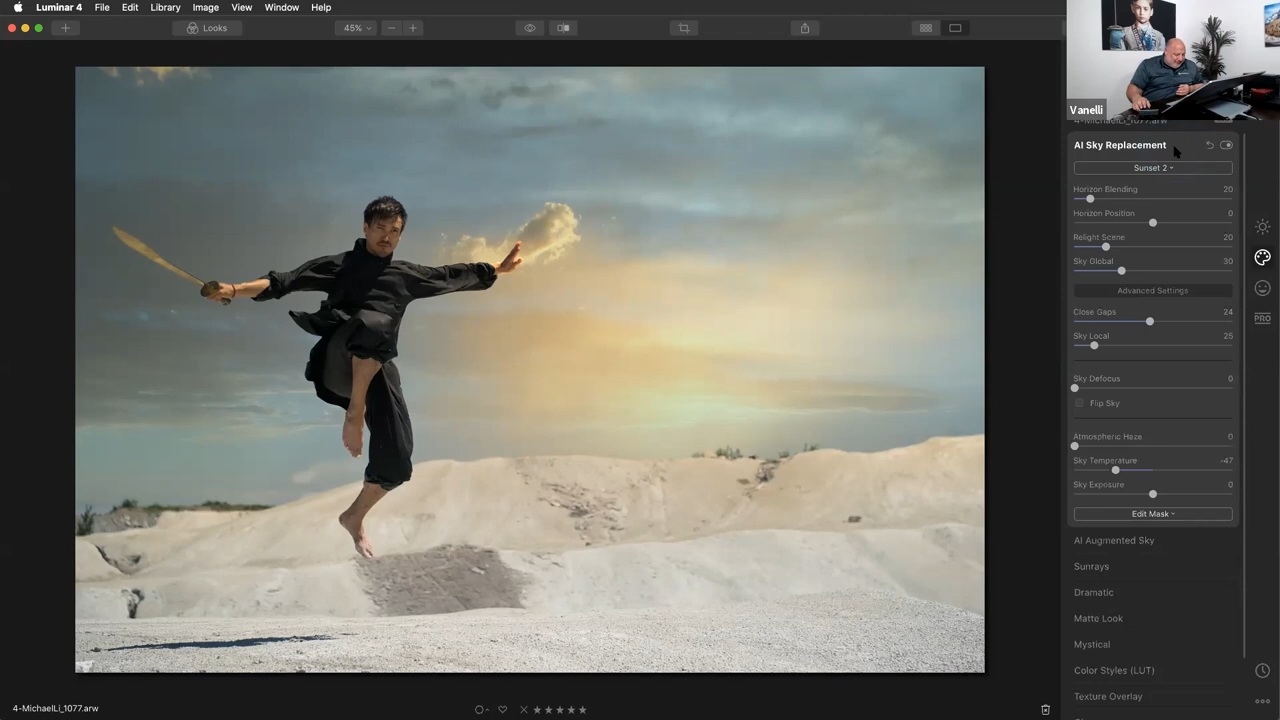 Luminar 4 File Edit Library Image View Window Help
Looks
45%
Vanelli
4-MichaelLi_1077.arw
AI Sky Replacement
Sunset 2
Horizon Blending 20
Horizon Position 0
Relight Scene 20
Sky Global 30
Advanced Settings
Close Gaps 24
Sky Local 25
Sky Defocus 0
Flip Sky
Atmospheric Haze 0
Sky Temperature -47
Sky Exposure 0
Edit Mask
AI Augmented Sky
Sunrays
Dramatic
Matte Look
Mystical
Color Styles (LUT)
Texture Overlay
PRO
4-MichaelLi_1077.arw